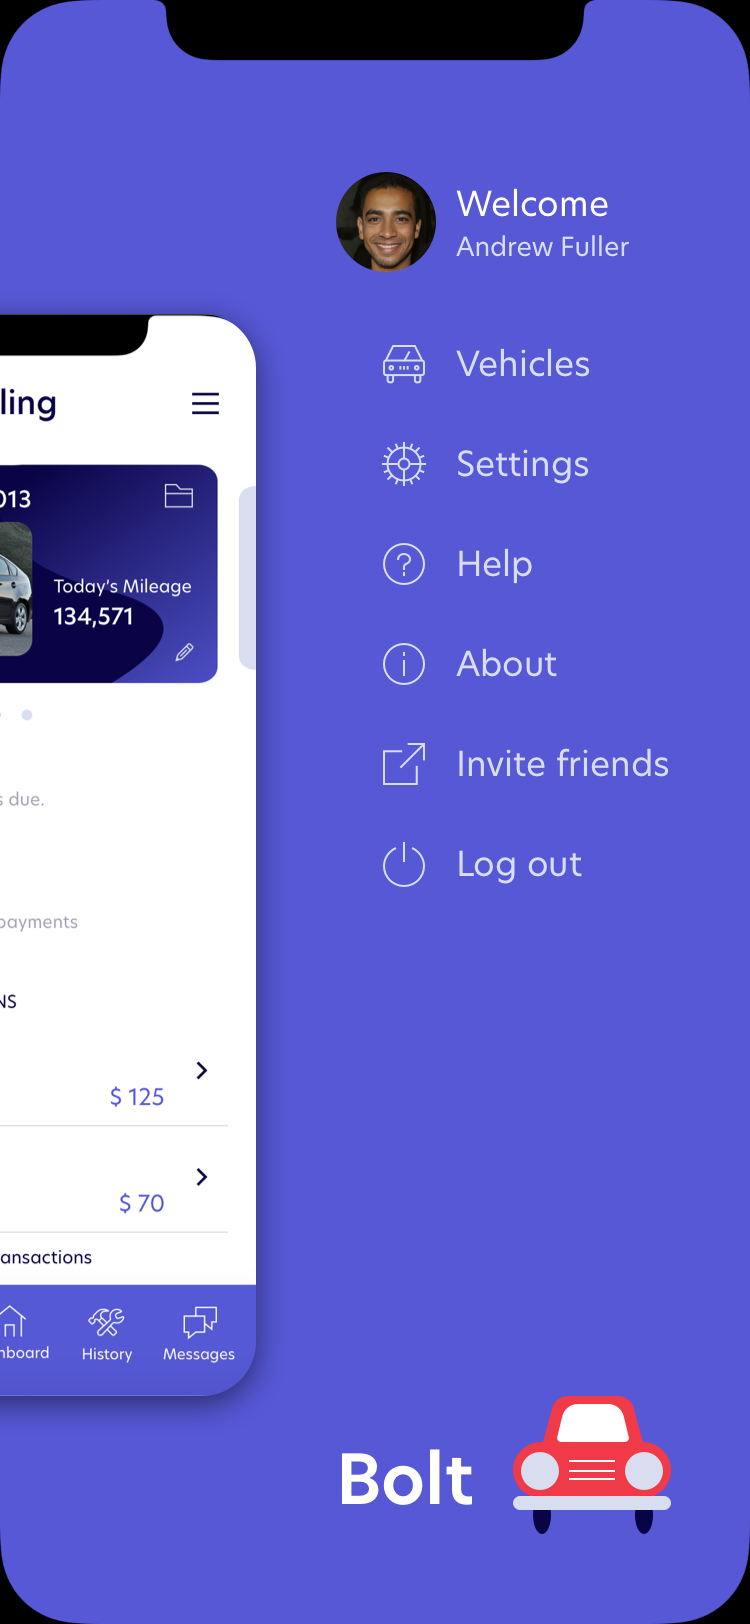 Welcome
Andrew Fuller
Vehicles
Settings
Help
About
Invite friends
Log out
ling
013
Today's Mileage
134,571
s due.
payments
NS
$ 125
$ 70
ansactions
nboard
History
Messages
Bolt